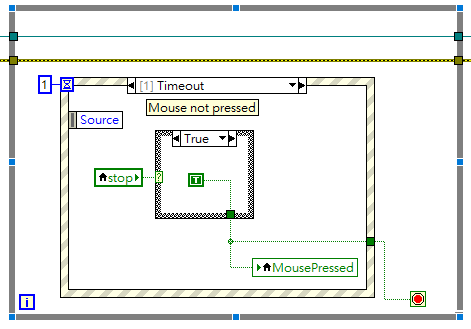 1
[1] Timeout
Mouse not pressed
Source
True
stop
?
T
MousePressed
i